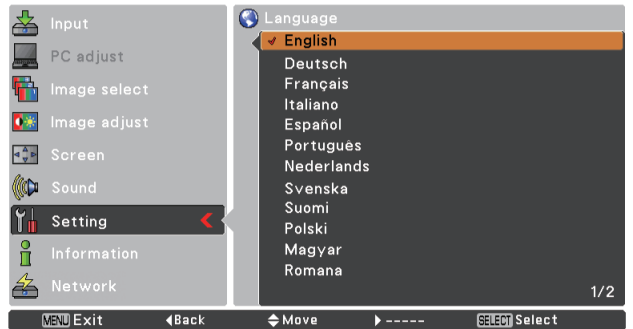 Input
PC adjust
Image select
Image adjust
Screen
Sound
Setting
Information
Network
Language
English
Deutsch
Français
Italiano
Español
Português
Nederlands
Svenska
Suomi
Polski
Magyar
Romana
1/2
MENU Exit
Back
Move
-----
SELECT Select